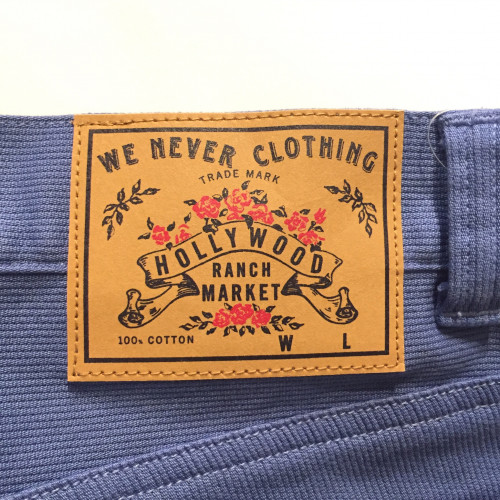 WE NEVER CLOTHING
TRADE MARK
HOLLYWOOD
RANCH
MARKET
100% COTTON W L